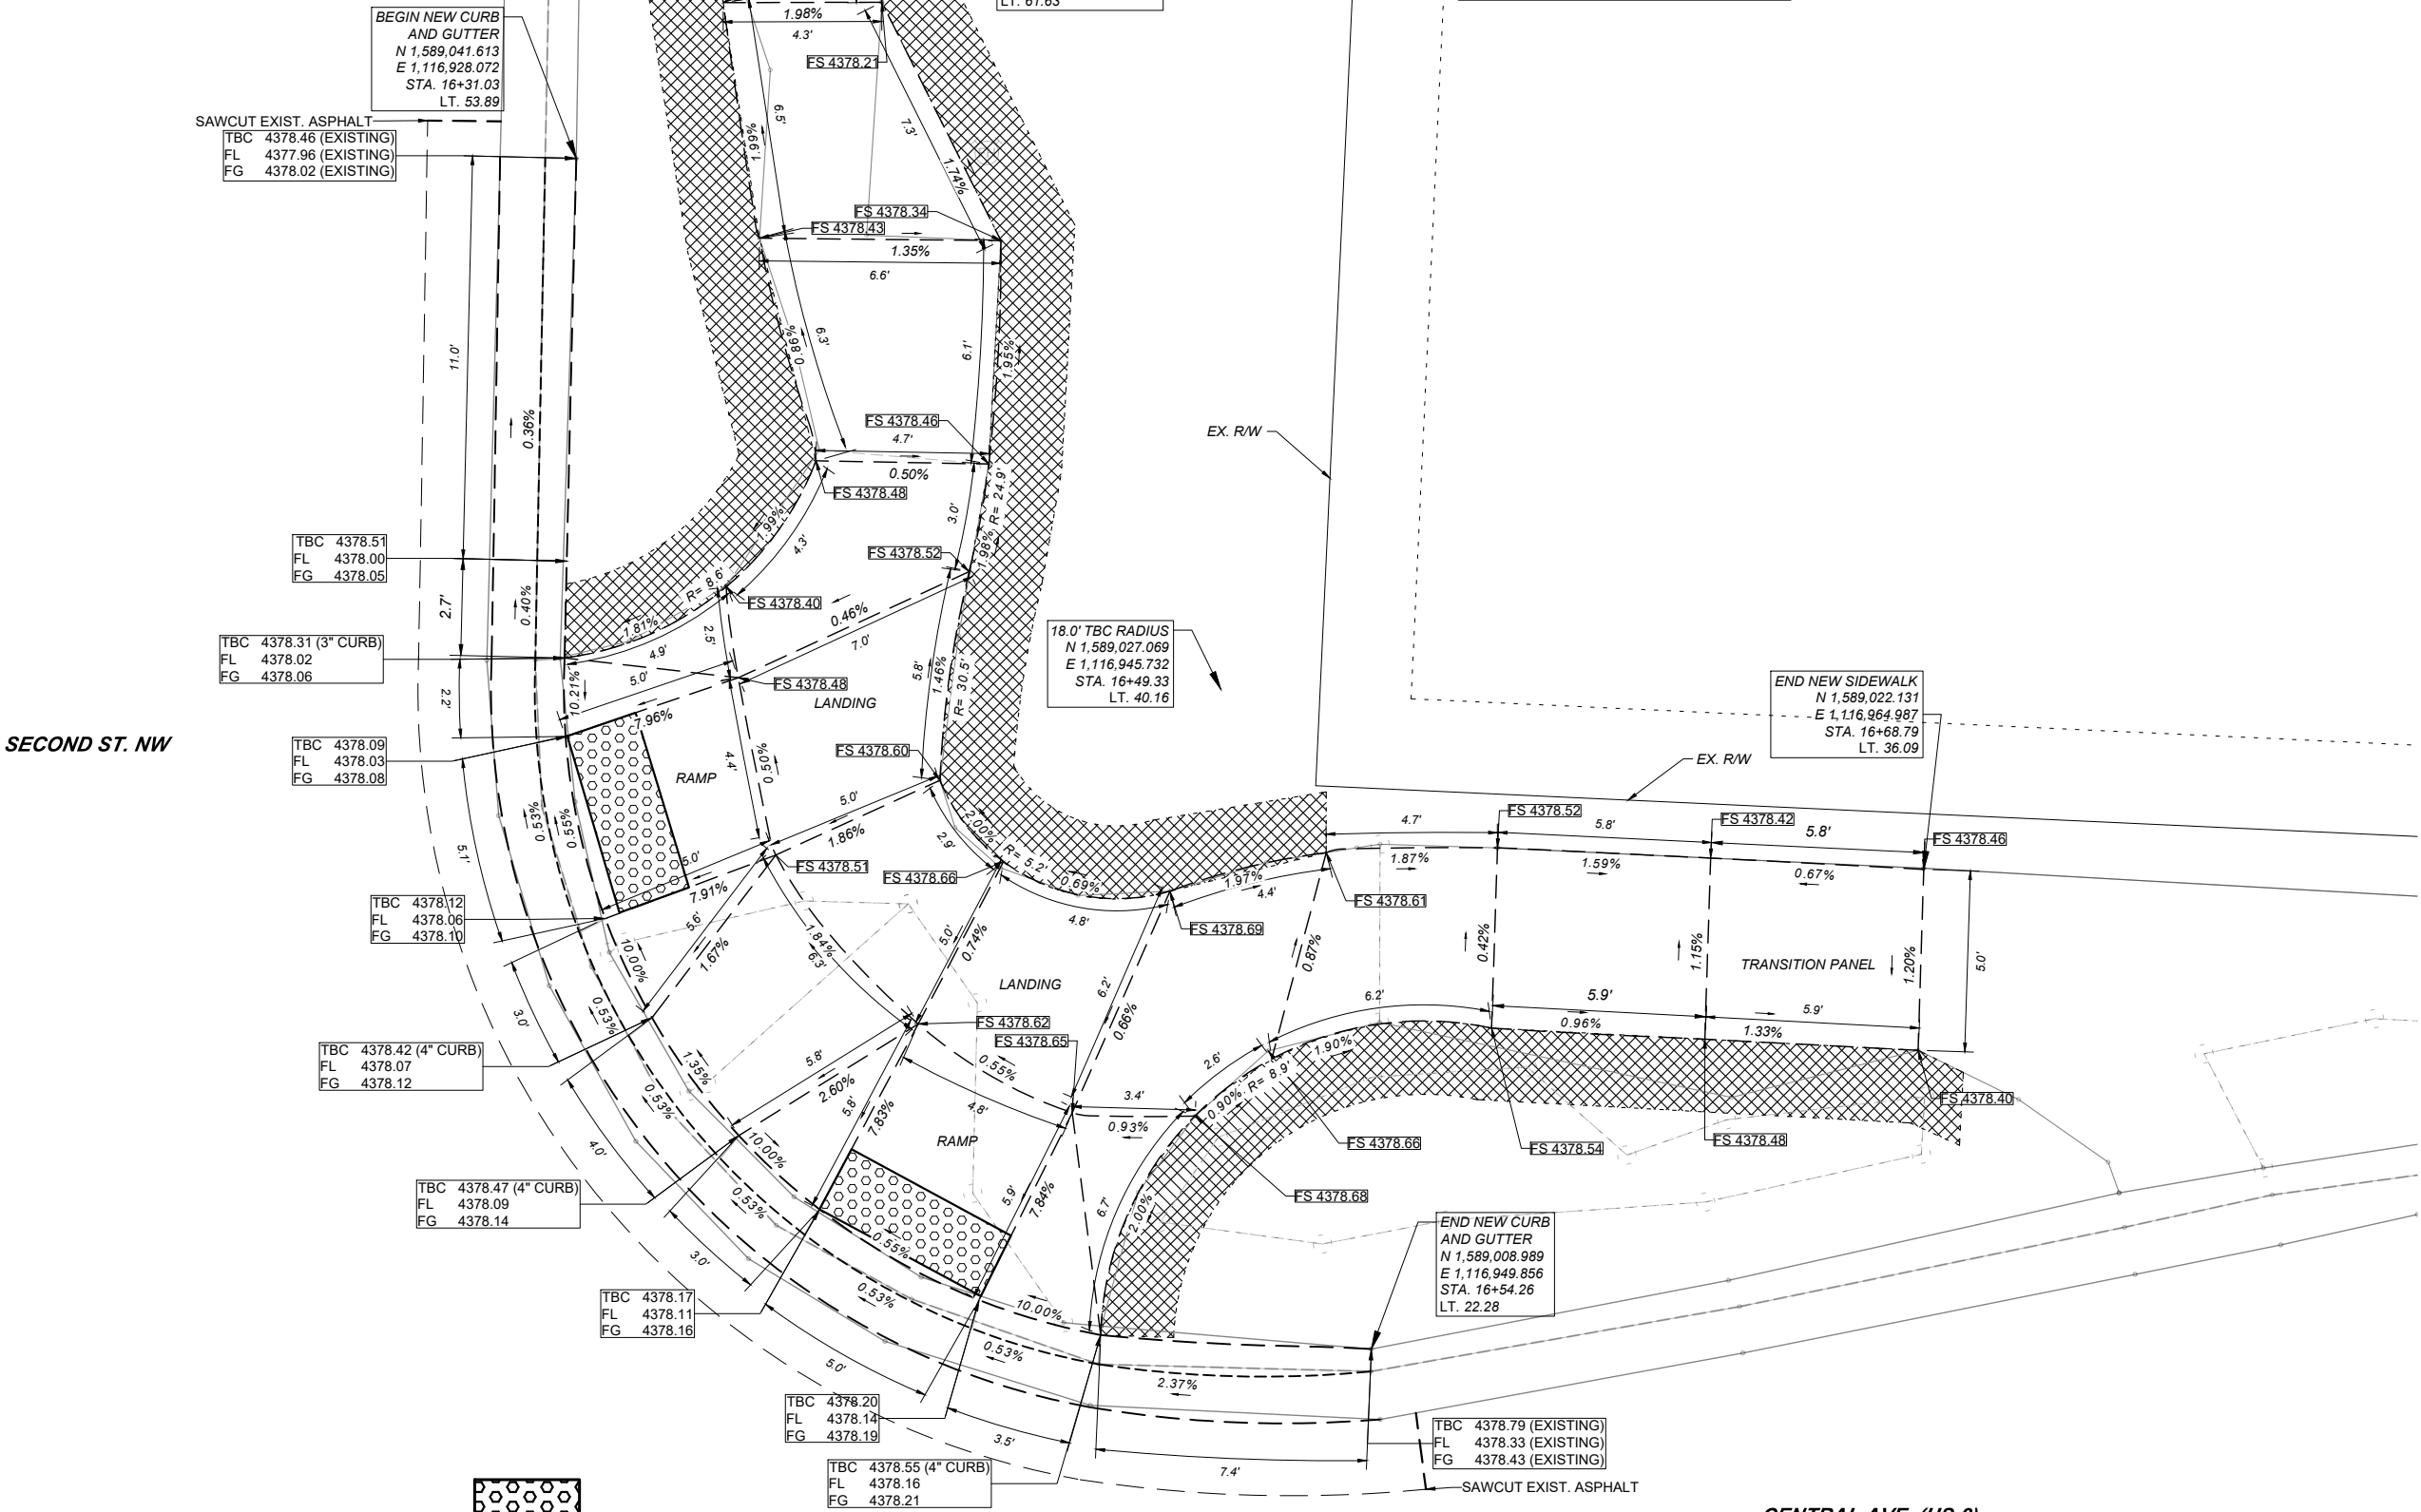 BEGIN NEW CURB
AND GUTTER
N 1,589,041.613
E 1,116,928.072
STA. 16+31.03
LT. 53.89
LT. 61.63
1.98%
4.3'
FS 4378.21
SAWCUT EXIST. ASPHALT
TBC 4378.46 (EXISTING)
FL 4377.96 (EXISTING)
FG 4378.02 (EXISTING)
6.5'
1.99%
7.3'
1.74%
FS 4378.34
FS 4378.43
1.35%
6.6'
11.0'
0.36%
0.86%
6.3'
6.1'
1.95%
FS 4378.46
4.7'
0.50%
FS 4378.48
EX. R/W
R= 24.9'
3.0'
1.98%
1.99%
4.3'
TBC 4378.51
FL 4378.00
FG 4378.05
FS 4378.52
R= 8.6'
FS 4378.40
2.7'
0.40%
1.81%
4.9'
2.5'
0.46%
7.0'
TBC 4378.31 (3" CURB)
FL 4378.02
FG 4378.06
18.0' TBC RADIUS
N 1,589,027.069
E 1,116,945.732
STA. 16+49.33
LT. 40.16
5.8'
1.46%
R= 30.5'
2.2'
10.21%
5.0'
FS 4378.48
LANDING
7.96%
END NEW SIDEWALK
N 1,589,022.131
E 1,116,964.987
STA. 16+68.79
LT. 36.09
SECOND ST. NW
TBC 4378.09
FL 4378.03
FG 4378.08
RAMP
4.4'
0.50%
FS 4378.60
EX. R/W
5.0'
1.86%
5.1'
0.53%
0.55%
5.0'
FS 4378.51
7.91%
2.9'
2.00%
R= 5.2'
FS 4378.66
0.69%
4.8'
1.97%
4.4'
4.7'
1.87%
FS 4378.52
5.8'
1.59%
FS 4378.42
5.8'
0.67%
FS 4378.46
FS 4378.61
FS 4378.69
TBC 4378.12
FL 4378.06
FG 4378.10
10.00%
5.6'
1.67%
1.84%
6.3'
5.0'
0.74%
LANDING
6.2'
0.66%
0.87%
0.42%
1.15%
TRANSITION PANEL
1.20%
5.0'
3.0'
0.53%
6.2'
5.9'
0.96%
5.9'
1.33%
FS 4378.62
FS 4378.65
TBC 4378.42 (4" CURB)
FL 4378.07
FG 4378.12
1.35%
5.8'
2.60%
0.55%
4.8'
5.8'
7.83%
3.4'
0.93%
2.6'
0.90%
R= 8.9'
1.90%
FS 4378.40
4.0'
0.53%
10.00%
RAMP
FS 4378.66
FS 4378.54
FS 4378.48
TBC 4378.47 (4" CURB)
FL 4378.09
FG 4378.14
0.53%
5.9'
7.84%
6.7'
2.00%
FS 4378.68
3.0'
0.55%
END NEW CURB
AND GUTTER
N 1,589,008.989
E 1,116,949.856
STA. 16+54.26
LT. 22.28
TBC 4378.17
FL 4378.11
FG 4378.16
0.53%
10.00%
0.53%
5.0'
2.37%
TBC 4378.20
FL 4378.14
FG 4378.19
3.5'
7.4'
TBC 4378.79 (EXISTING)
FL 4378.33 (EXISTING)
FG 4378.43 (EXISTING)
TBC 4378.55 (4" CURB)
FL 4378.16
FG 4378.21
SAWCUT EXIST. ASPHALT
CENTRAL AVE. (US